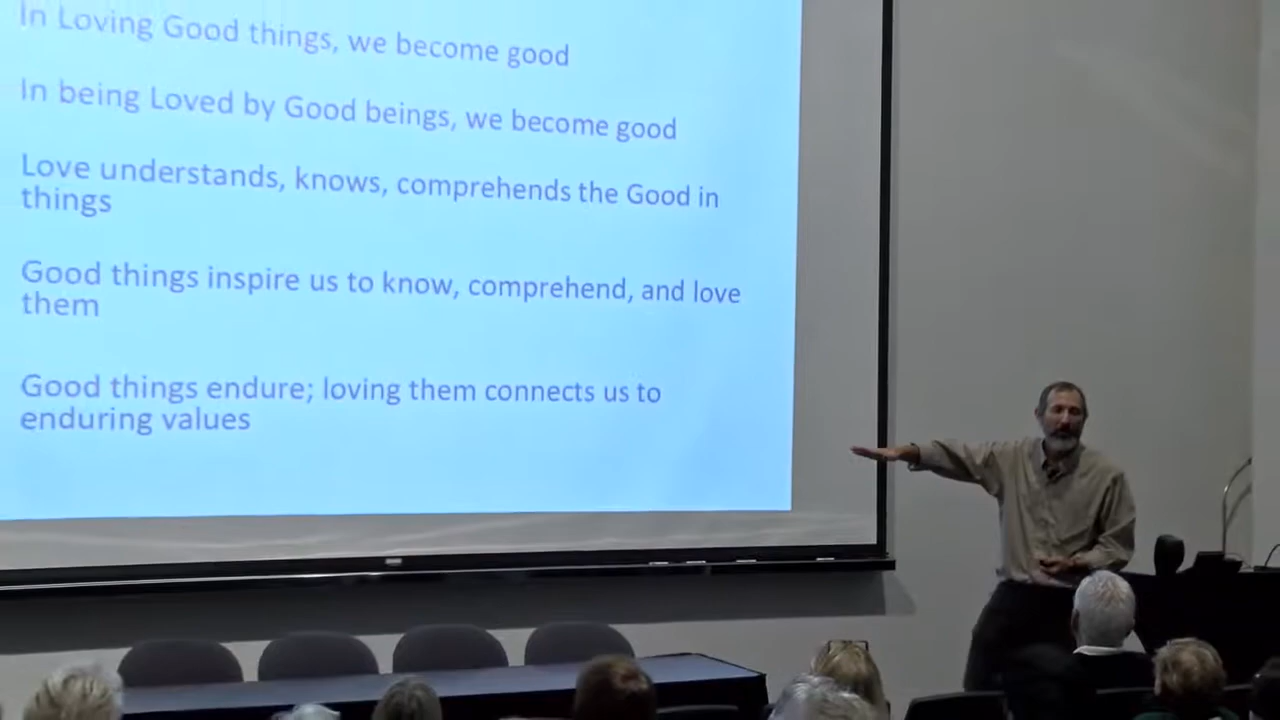 In Loving Good things, we become good
In being Loved by Good beings, we become good
Love understands, knows, comprehends the Good in
things
Good things inspire us to know, comprehend, and love
them
Good things endure; loving them connects us to
enduring values